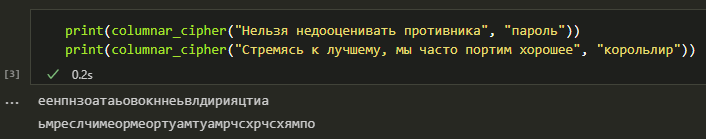 print(columnar_cipher("Нельзя недооценивать противника", "пароль"))
print(columnar_cipher("Стремясь к лучшему, мы часто портим хорошее", "корольлир"))
[3]
0.2s
...
еенпнзоатаьовокннеьвлдирияцтиа
ьмреслчимеормеортуамтуамрчсхрчсхямпо